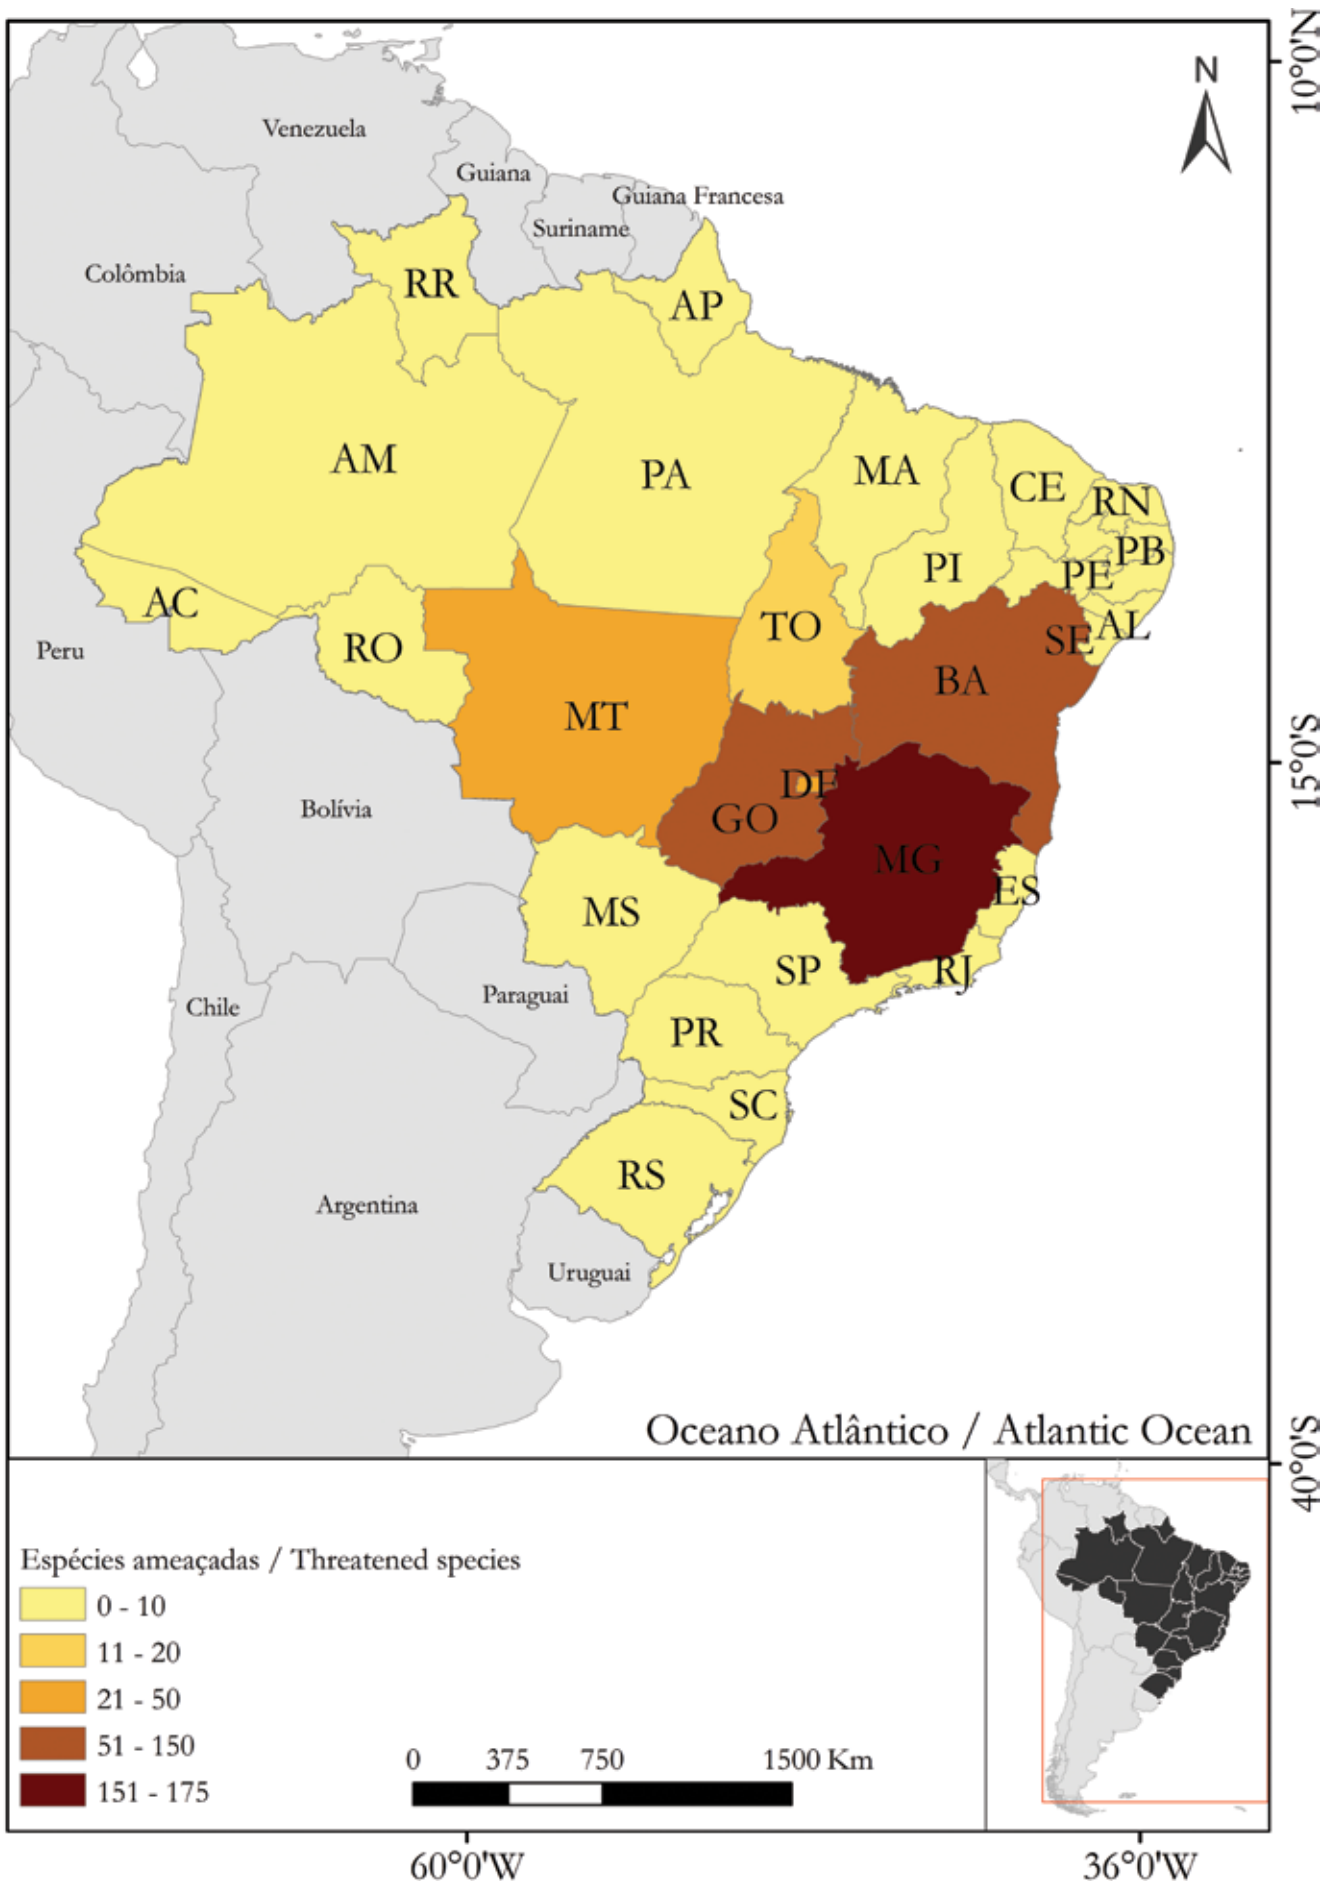 10°0'N
N
Venezuela
Guiana
Guiana Francesa
Suriname
Colômbia
RR
AP
AM
PA
MA
CE
RN
PB
PI
PE
AC
TO
AL
SE
RO
Peru
BA
MT
15°0'S
DF
Bolívia
GO
MG
ES
MS
SP
RJ
Paraguai
Chile
PR
SC
RS
Argentina
Uruguai
Oceano Atlântico / Atlantic Ocean
40°0'S
Espécies ameaçadas / Threatened species
0 - 10
11 - 20
21 - 50
51 - 150
151 - 175
0 375 750 1500 Km
60°0'W 36°0'W